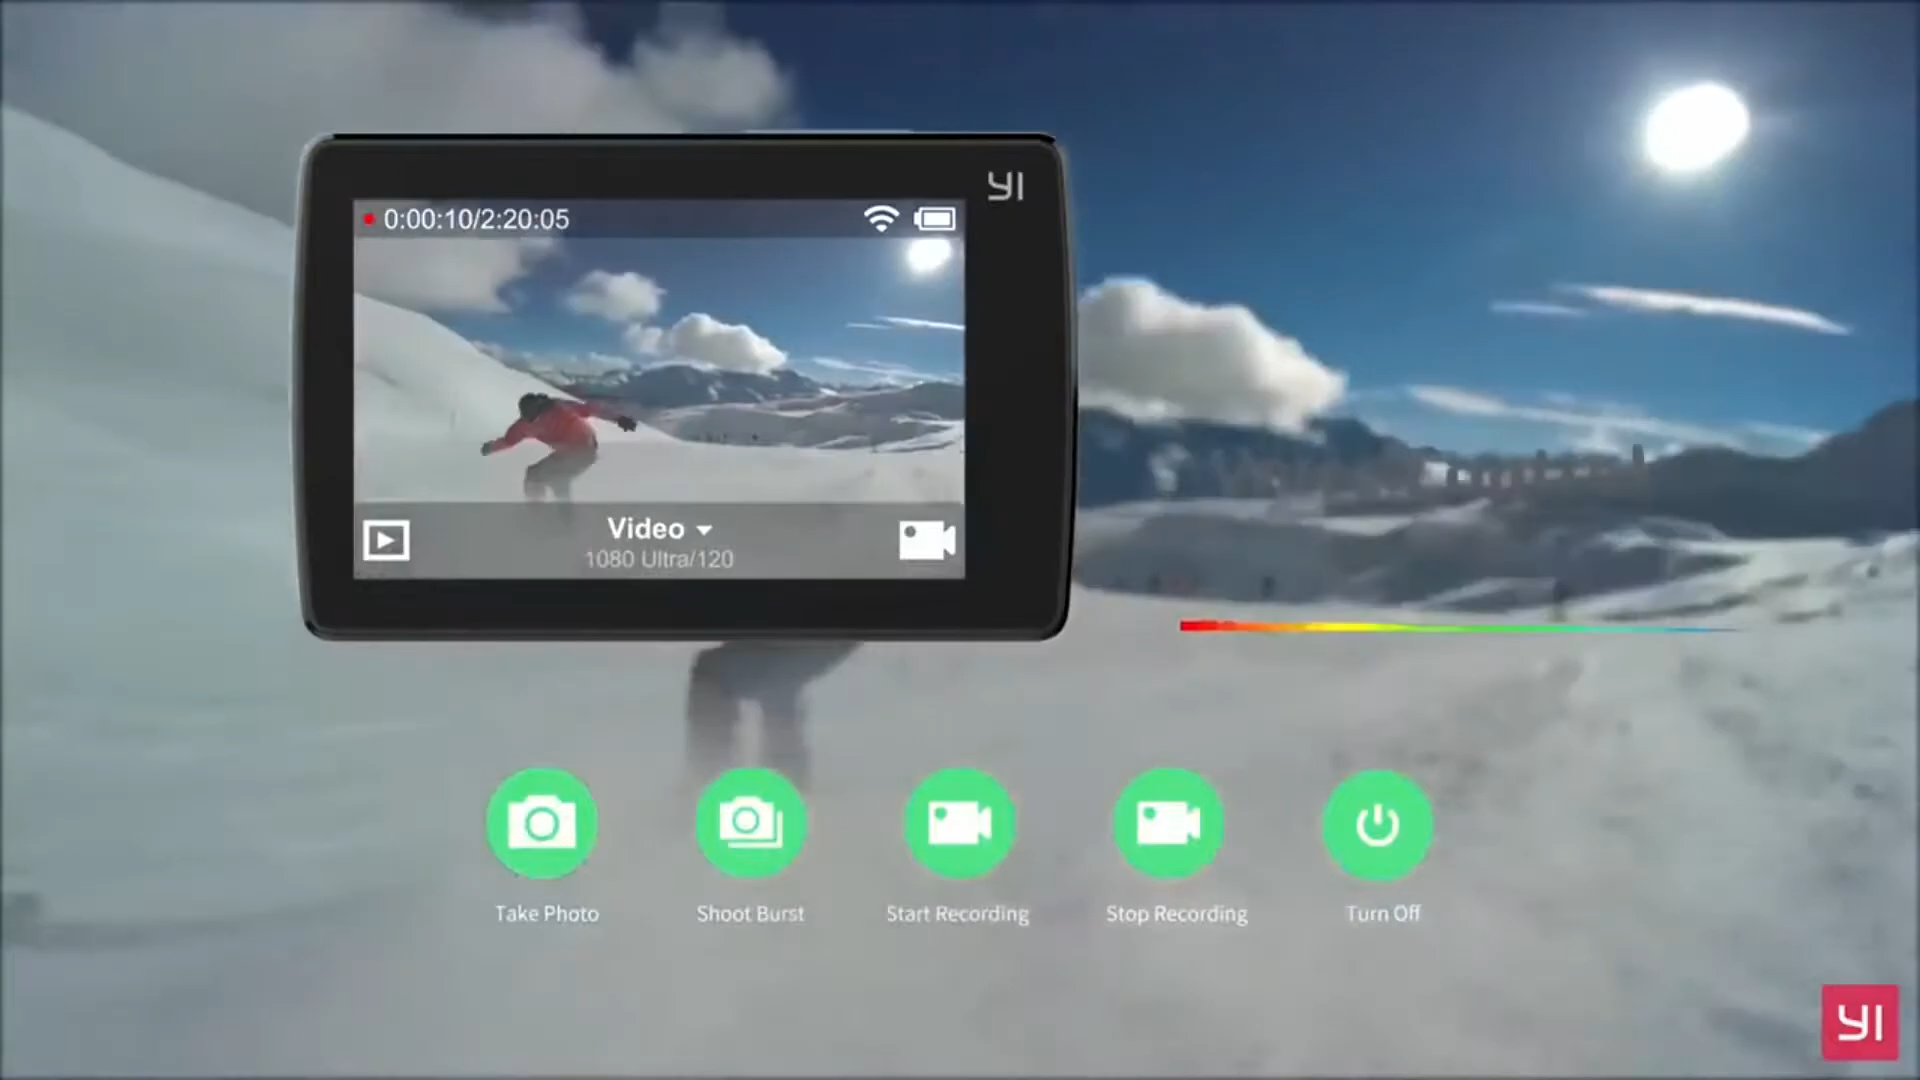 YI
0:00:10/2:20:05
Video
1080 Ultra/120
Take Photo
Shoot Burst
Start Recording
Stop Recording
Turn Off
YI